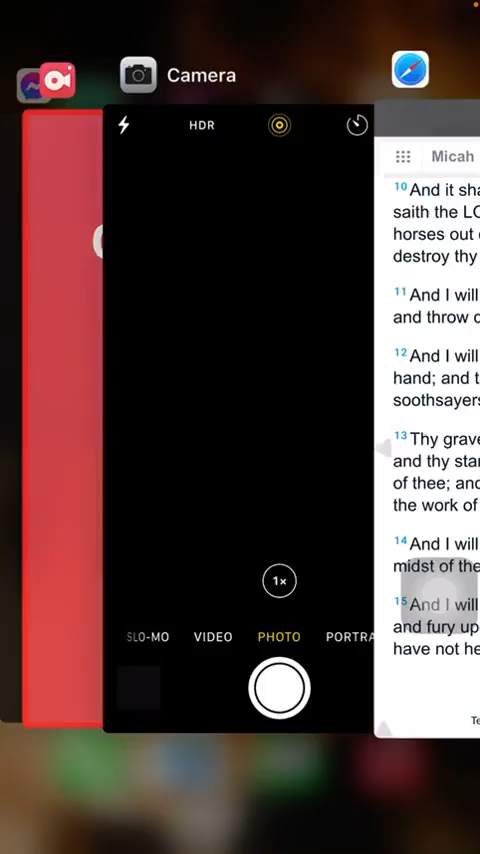 Camera
HDR
1×
SLO-MO VIDEO PHOTO PORTRA
Micah
10 And it sha
saith the LO
horses out
destroy thy
11 And I will
and throw
12 And I will
hand; and t
soothsayers
13 Thy grave
and thy sta
of thee; and
the work of
14 And I will
midst of the
15 And I will
and fury up
have not he
Te